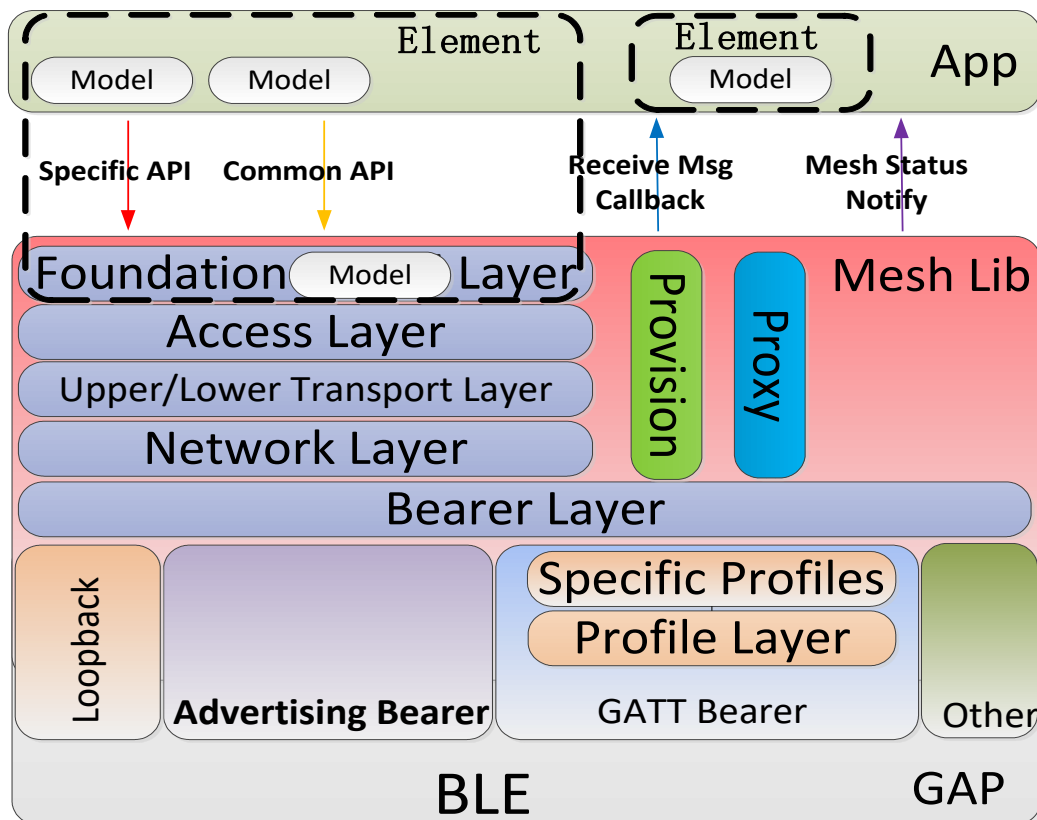 Element
Element
Model
Model
Model
App
Specific API
Common API
Receive Msg
Callback
Mesh Status
Notify
Foundation
Model
Layer
Mesh Lib
Access Layer
Upper/Lower Transport Layer
Network Layer
Provision
Proxy
Bearer Layer
Loopback
Advertising Bearer
Specific Profiles
Profile Layer
GATT Bearer
Other
BLE
GAP